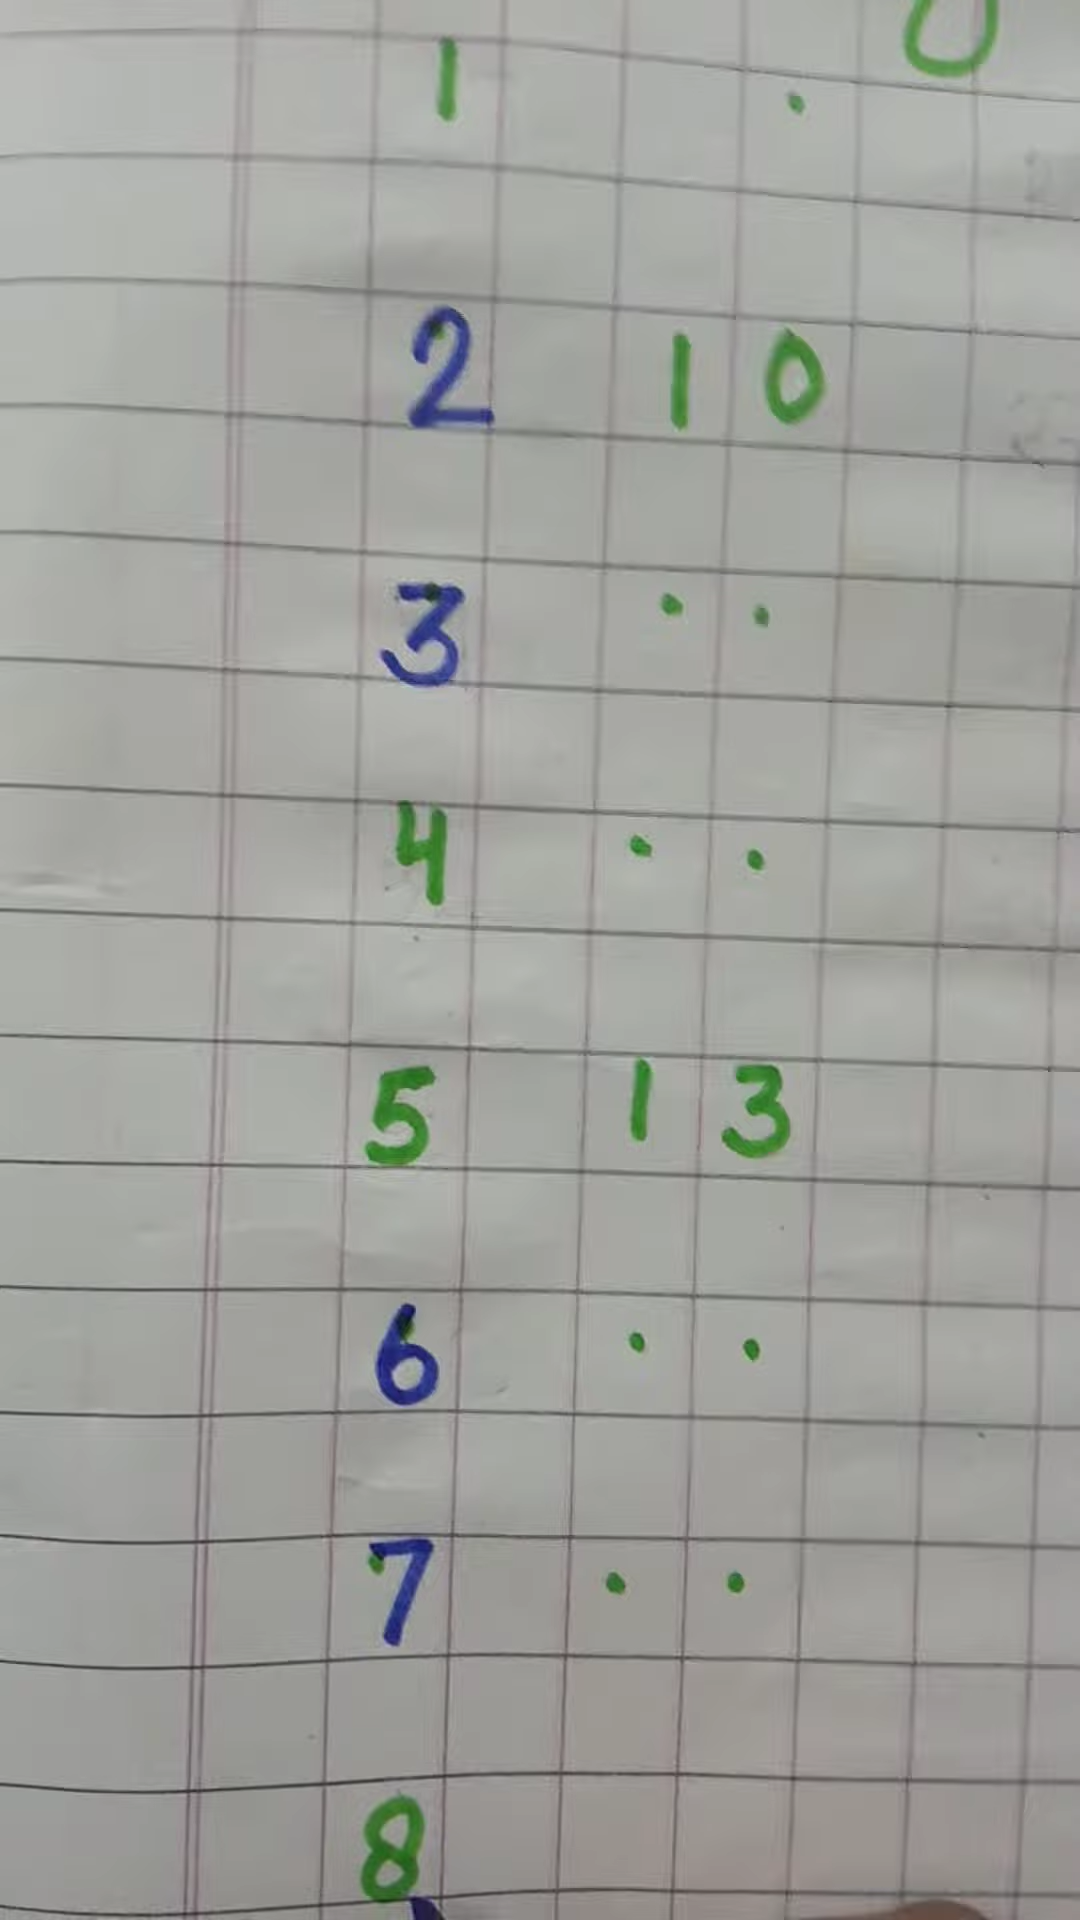 1 .
2 10
3 . .
4 . .
5 13
6 . .
7 . .
8